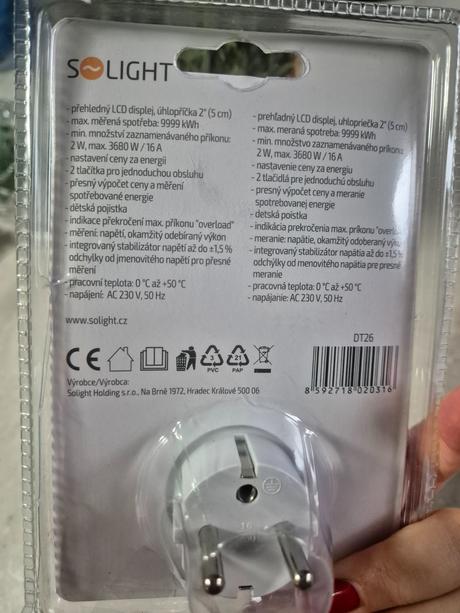 SOLIGHT
- přehledný LCD displej, úhlopříčka 2" (5 cm)
- max. měřená spotřeba: 9999 kWh
- min. množství zaznamenávaného příkonu:
2 W, max. 3680 W / 16 A
- nastavení ceny za energii
- 2 tlačítka pro jednoduchou obsluhu
- přesný výpočet ceny a měření
spotřebované energie
- dětská pojistka
- indikace překročení max. příkonu "overload"
- měření: napětí, okamžitý odebíraný výkon
- integrovaný stabilizátor napětí až do ±1,5 %
odchylky od jmenovitého napětí pro přesné
měření
- pracovní teplota: 0 °C až +50 °C
- napájení: AC 230 V, 50 Hz
- prehľadný LCD displej, uhlopriečka 2" (5 cm)
- max. meraná spotreba: 9999 kWh
- min. množství zaznamenávaného príkonu:
2 W, max. 3680 W / 16 A
- nastavenie ceny za energiu
- 2 tlačidlá pre jednoduchú obsluhu
- presný výpočet ceny a meranie
spotrebovanej energie
- detská poistka
- indikácia prekročenia max. príkonu "overload"
- meranie: napätie, okamžitý odoberaný výkon
- integrovaný stabilizátor napätia až do ±1,5 %
odchýlky od menovitého napätia pre presné
meranie
- pracovná teplota: 0 °C až +50 °C
- napájanie: AC 230 V, 50 Hz
www.solight.cz
DT26
CE
3
PVC
21
PAP
8 592718 020316
Výrobce/Výrobca:
Solight Holding s.r.o., Na Brně 1972, Hradec Králové 500 06
16